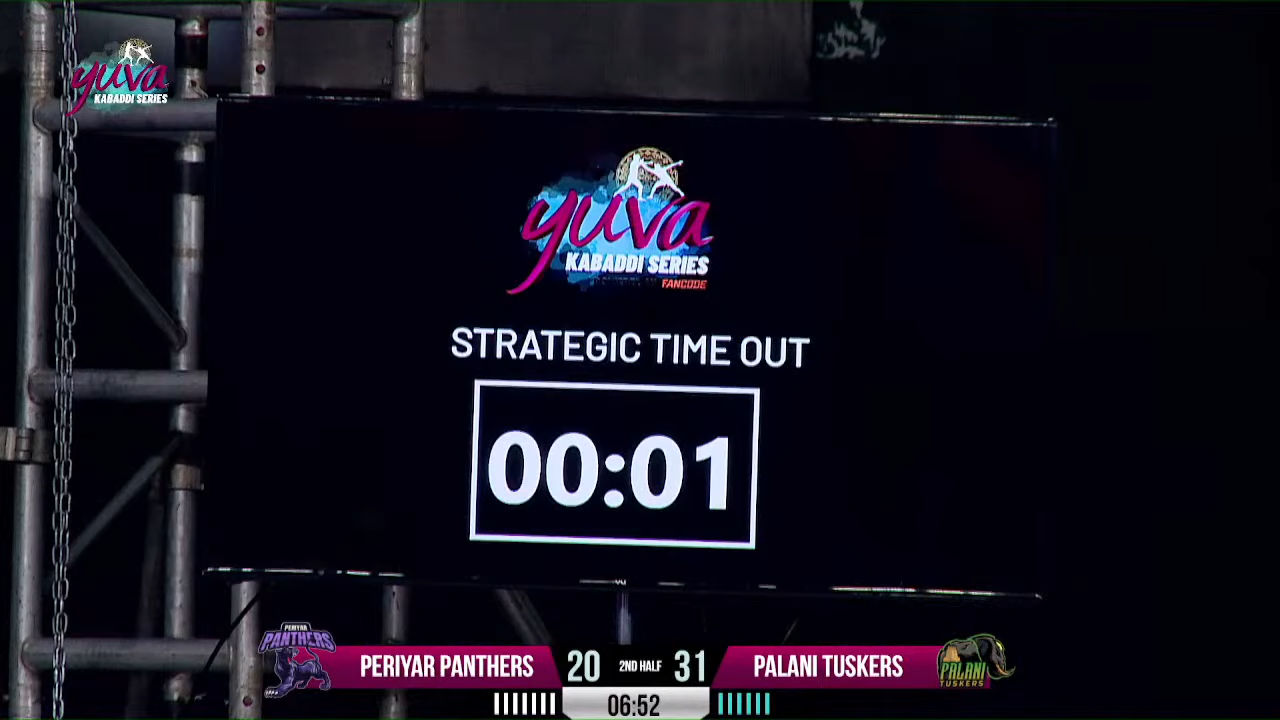 yuva
KABADDI SERIES
yuva
KABADDI SERIES
FANCODE
STRATEGIC TIME OUT
00:01
PERIYAR
PANTHERS
PERIYAR PANTHERS
20
2ND HALF
31
PALANI TUSKERS
PALANI
TUSKERS
06:52